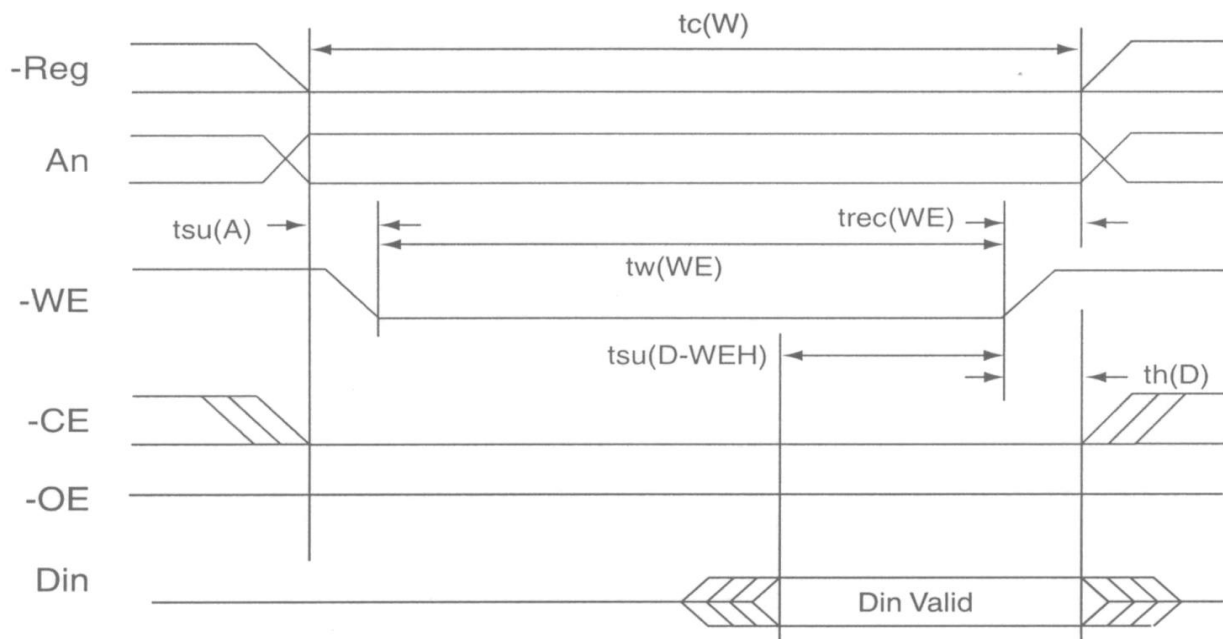 tc(W)
-Reg
An
tsu(A)
trec(WE)
tw(WE)
-WE
tsu(D-WEH)
th(D)
-CE
-OE
Din
Din Valid